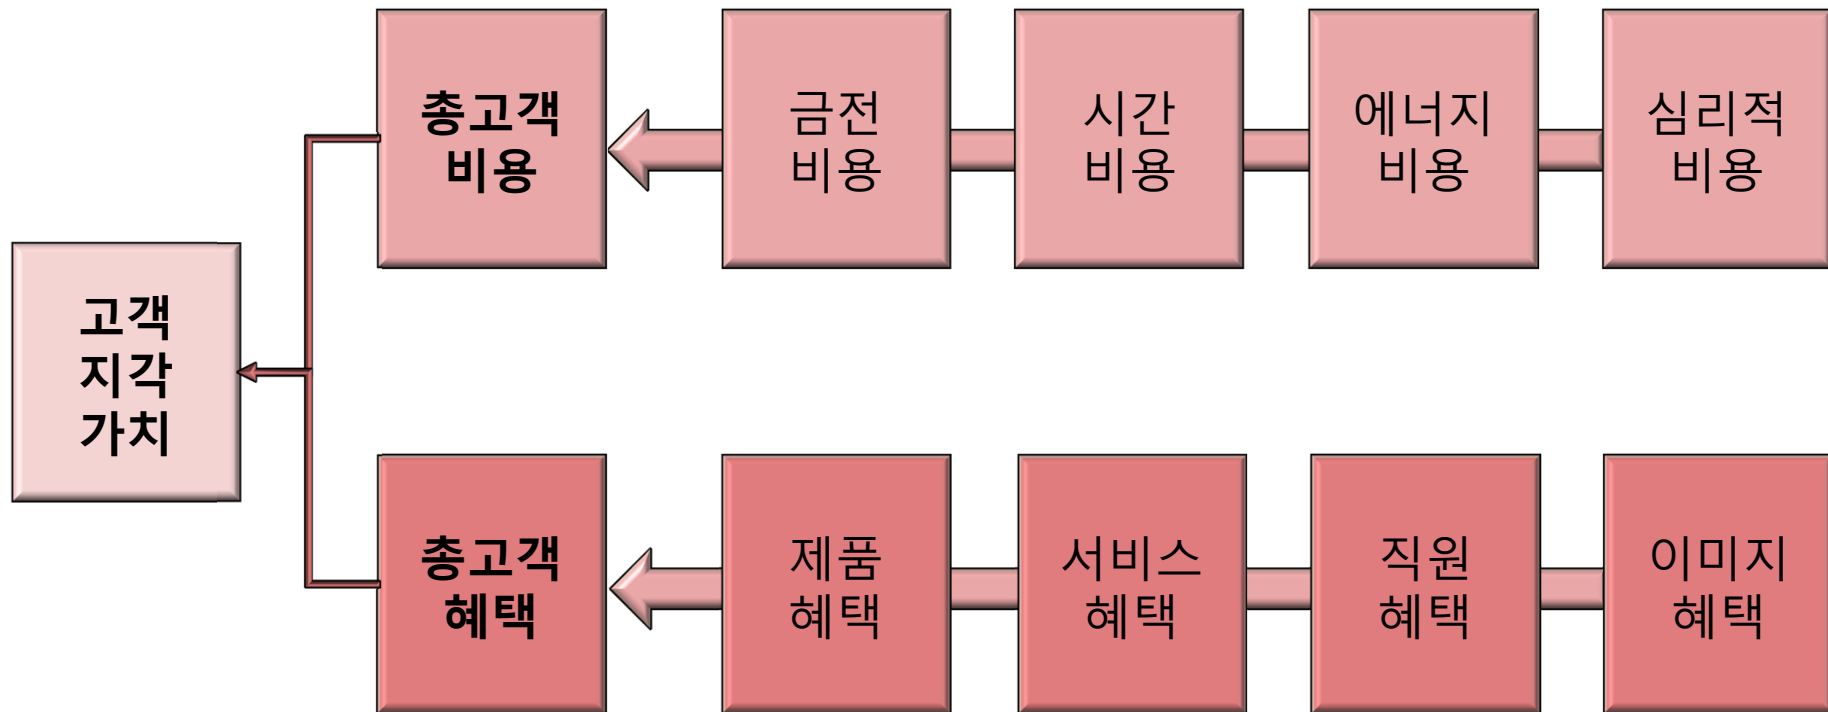 총고객
비용
금전
비용
시간
비용
에너지
비용
심리적
비용
고객
지각
가치
총고객
혜택
제품
혜택
서비스
혜택
직원
혜택
이미지
혜택